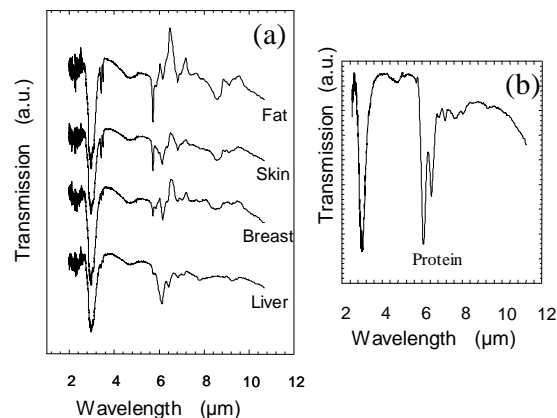 (a)
Fat
Skin
Breast
Liver
Transmission (a.u.)
2 4 6 8 10 12
Wavelength (µm)
(b)
Protein
Transmission (a.u.)
2 4 6 8 10 12
Wavelength (µm)